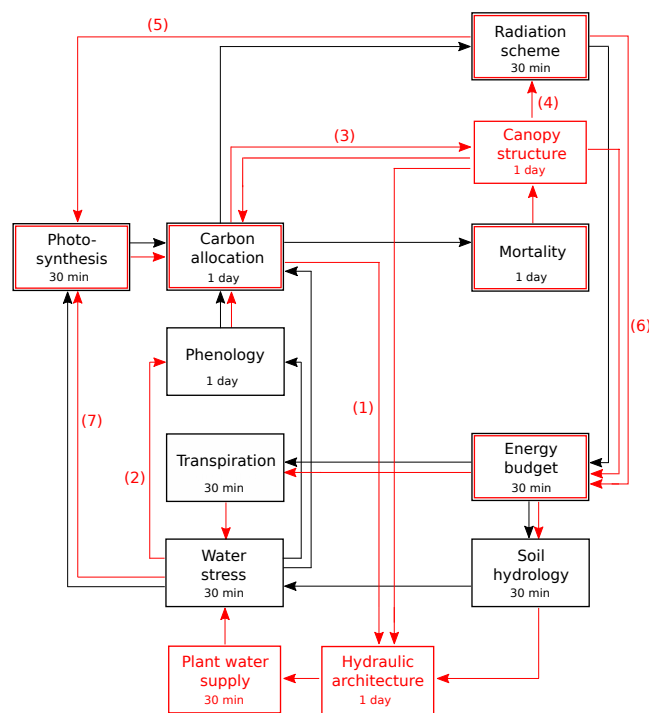 (5)
Radiation
scheme
30 min
(4)
(3)
Canopy
structure
1 day
Photo-
synthesis
30 min
Carbon
allocation
1 day
Mortality
1 day
(6)
Phenology
1 day
(1)
(7)
(2)
Transpiration
30 min
Energy
budget
30 min
Water
stress
30 min
Soil
hydrology
30 min
Plant water
supply
30 min
Hydraulic
architecture
1 day